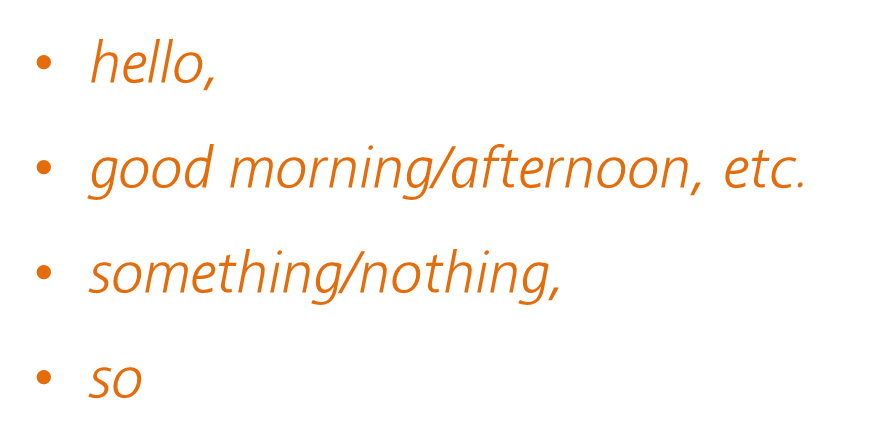 • hello,
• good morning/afternoon, etc.
• something/nothing,
• so